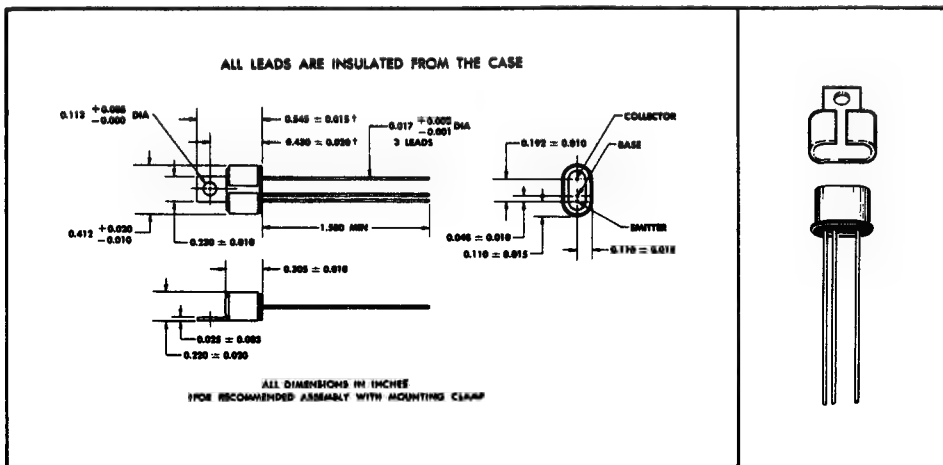 ALL LEADS ARE INSULATED FROM THE CASE
0.113 +0.005 -0.000 DIA
0.545 ± 0.015 †
0.430 ± 0.020 †
0.017 +0.002 -0.001 DIA
3 LEADS
COLLECTOR
0.192 ± 0.010
BASE
0.412 +0.020 -0.010
0.230 ± 0.010
1.500 MIN
0.048 ± 0.010
EMITTER
0.110 ± 0.015
0.110 ± 0.015
0.305 ± 0.010
0.025 ± 0.003
0.220 ± 0.020
ALL DIMENSIONS IN INCHES
†FOR RECOMMENDED ASSEMBLY WITH MOUNTING CLAMP